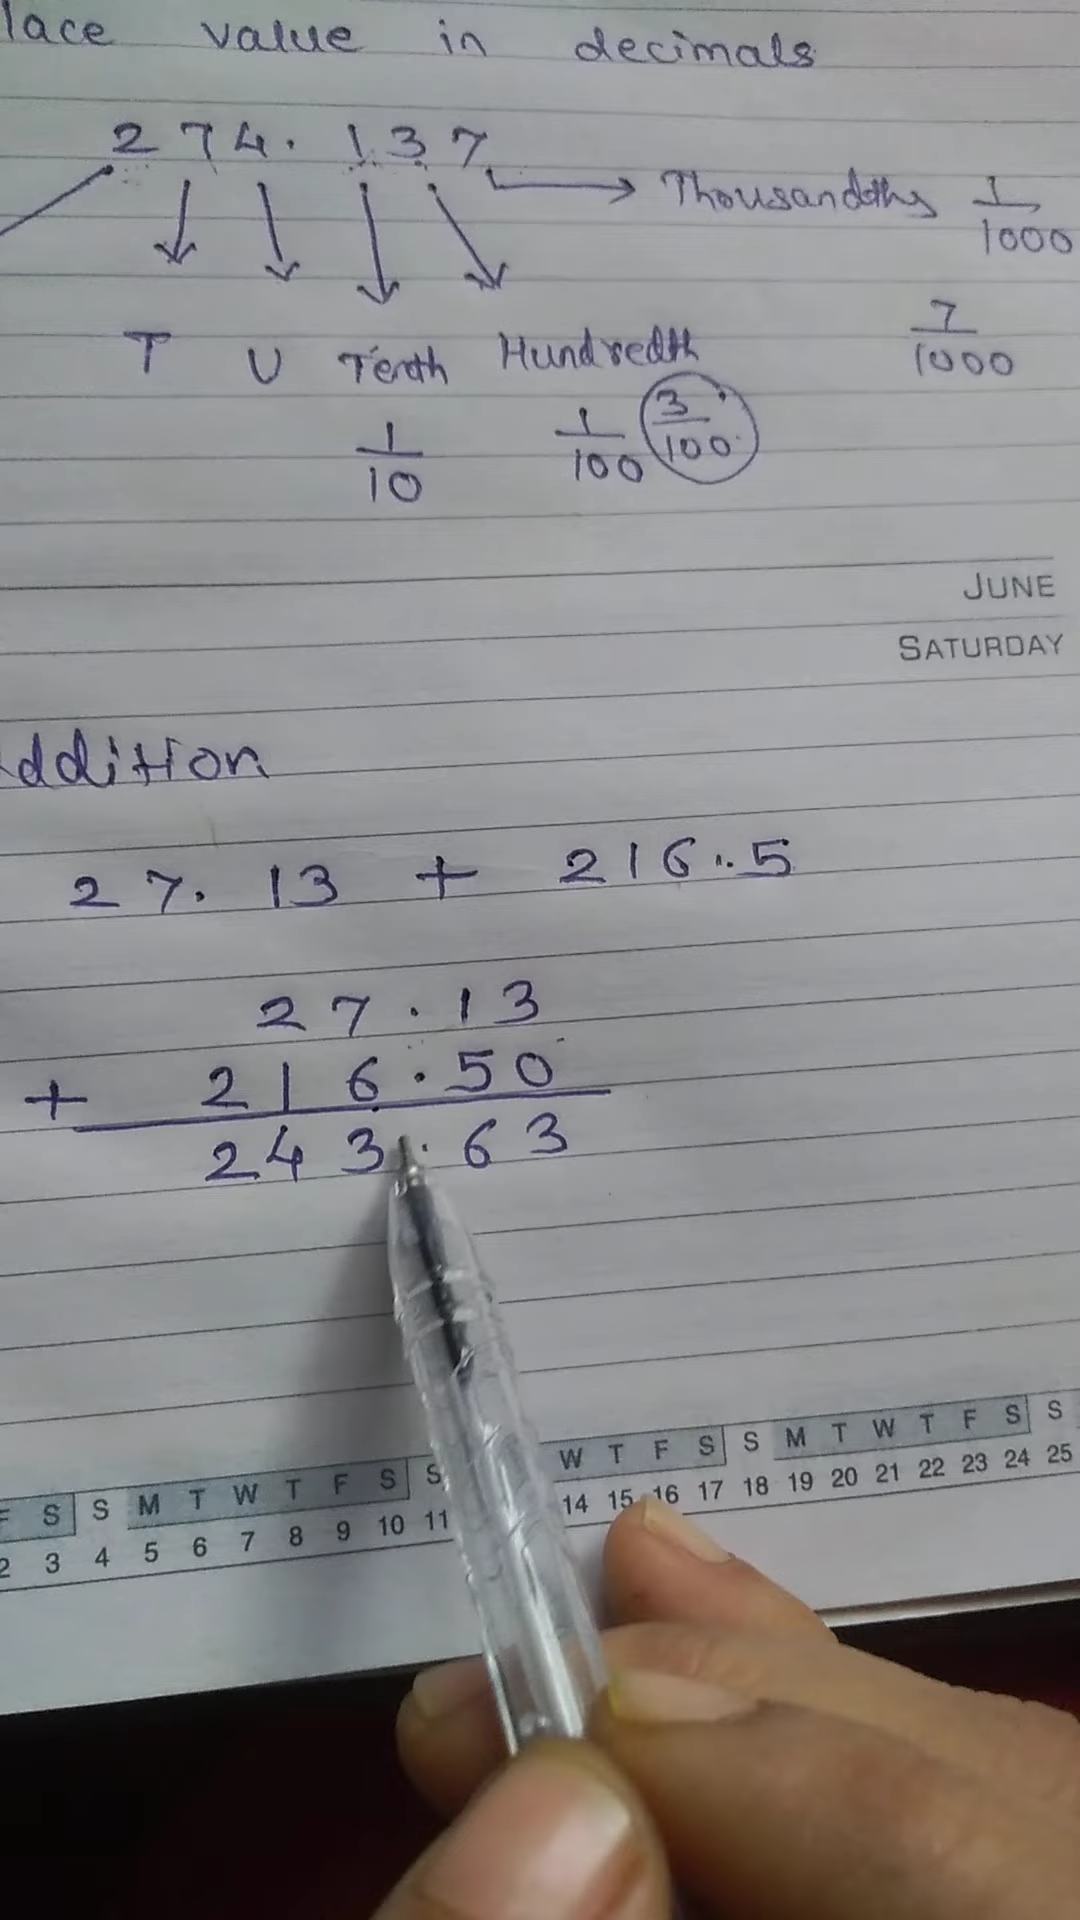 lace value in decimals
274.137
Thousandths 1/1000
T U Tenth Hundredth 7/1000
1/10 1/100 3/100
JUNE
SATURDAY
ddition
27.13 + 216.5
27.13
+ 216.50
243.63
F S S M T W T F S S W T F S S M T W T F S S
2 3 4 5 6 7 8 9 10 11 14 15 16 17 18 19 20 21 22 23 24 25